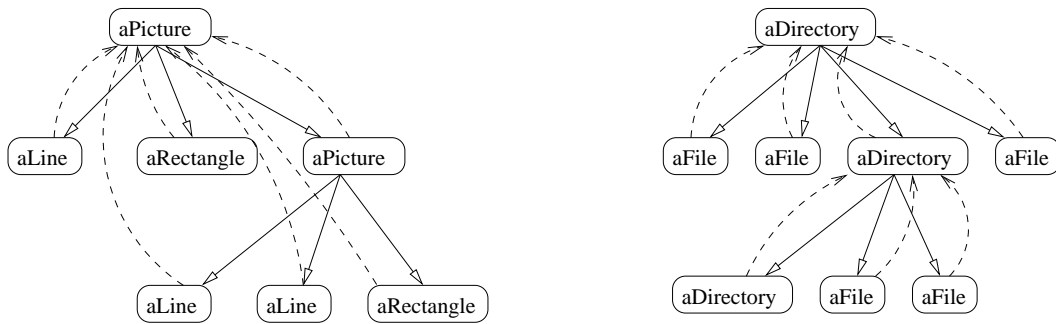 aPicture
aDirectory
aLine
aRectangle
aPicture
aFile
aFile
aDirectory
aFile
aLine
aLine
aRectangle
aDirectory
aFile
aFile